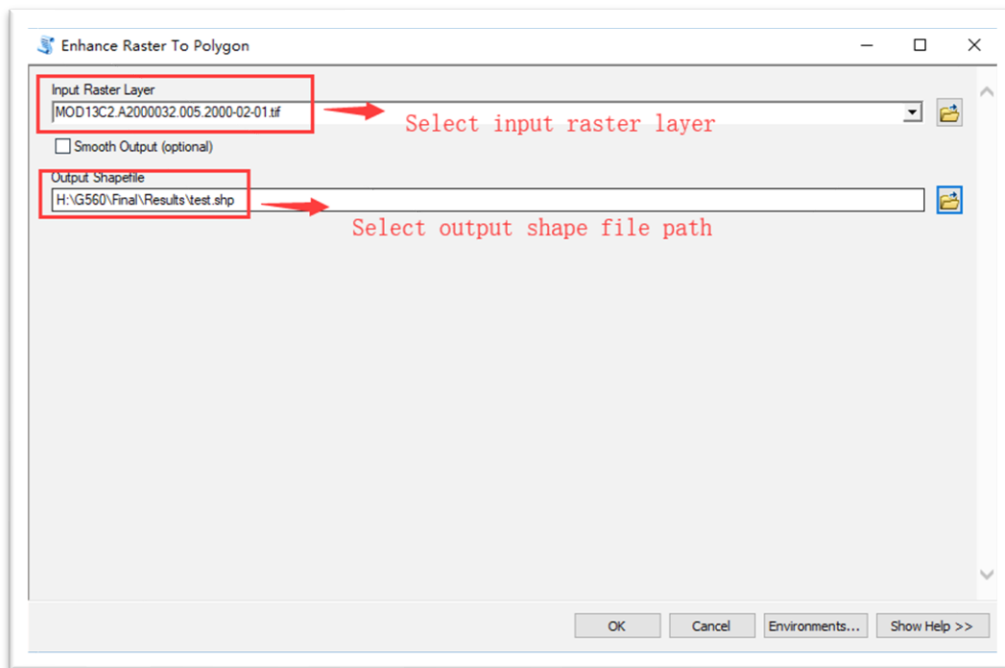 Enhance Raster To Polygon
Input Raster Layer
MOD13C2.A2000032.005.2000-02-01.tif
Select input raster layer
Smooth Output (optional)
Output Shapefile
H:\G560\Final\Results\test.shp
Select output shape file path
OK Cancel Environments... Show Help >>